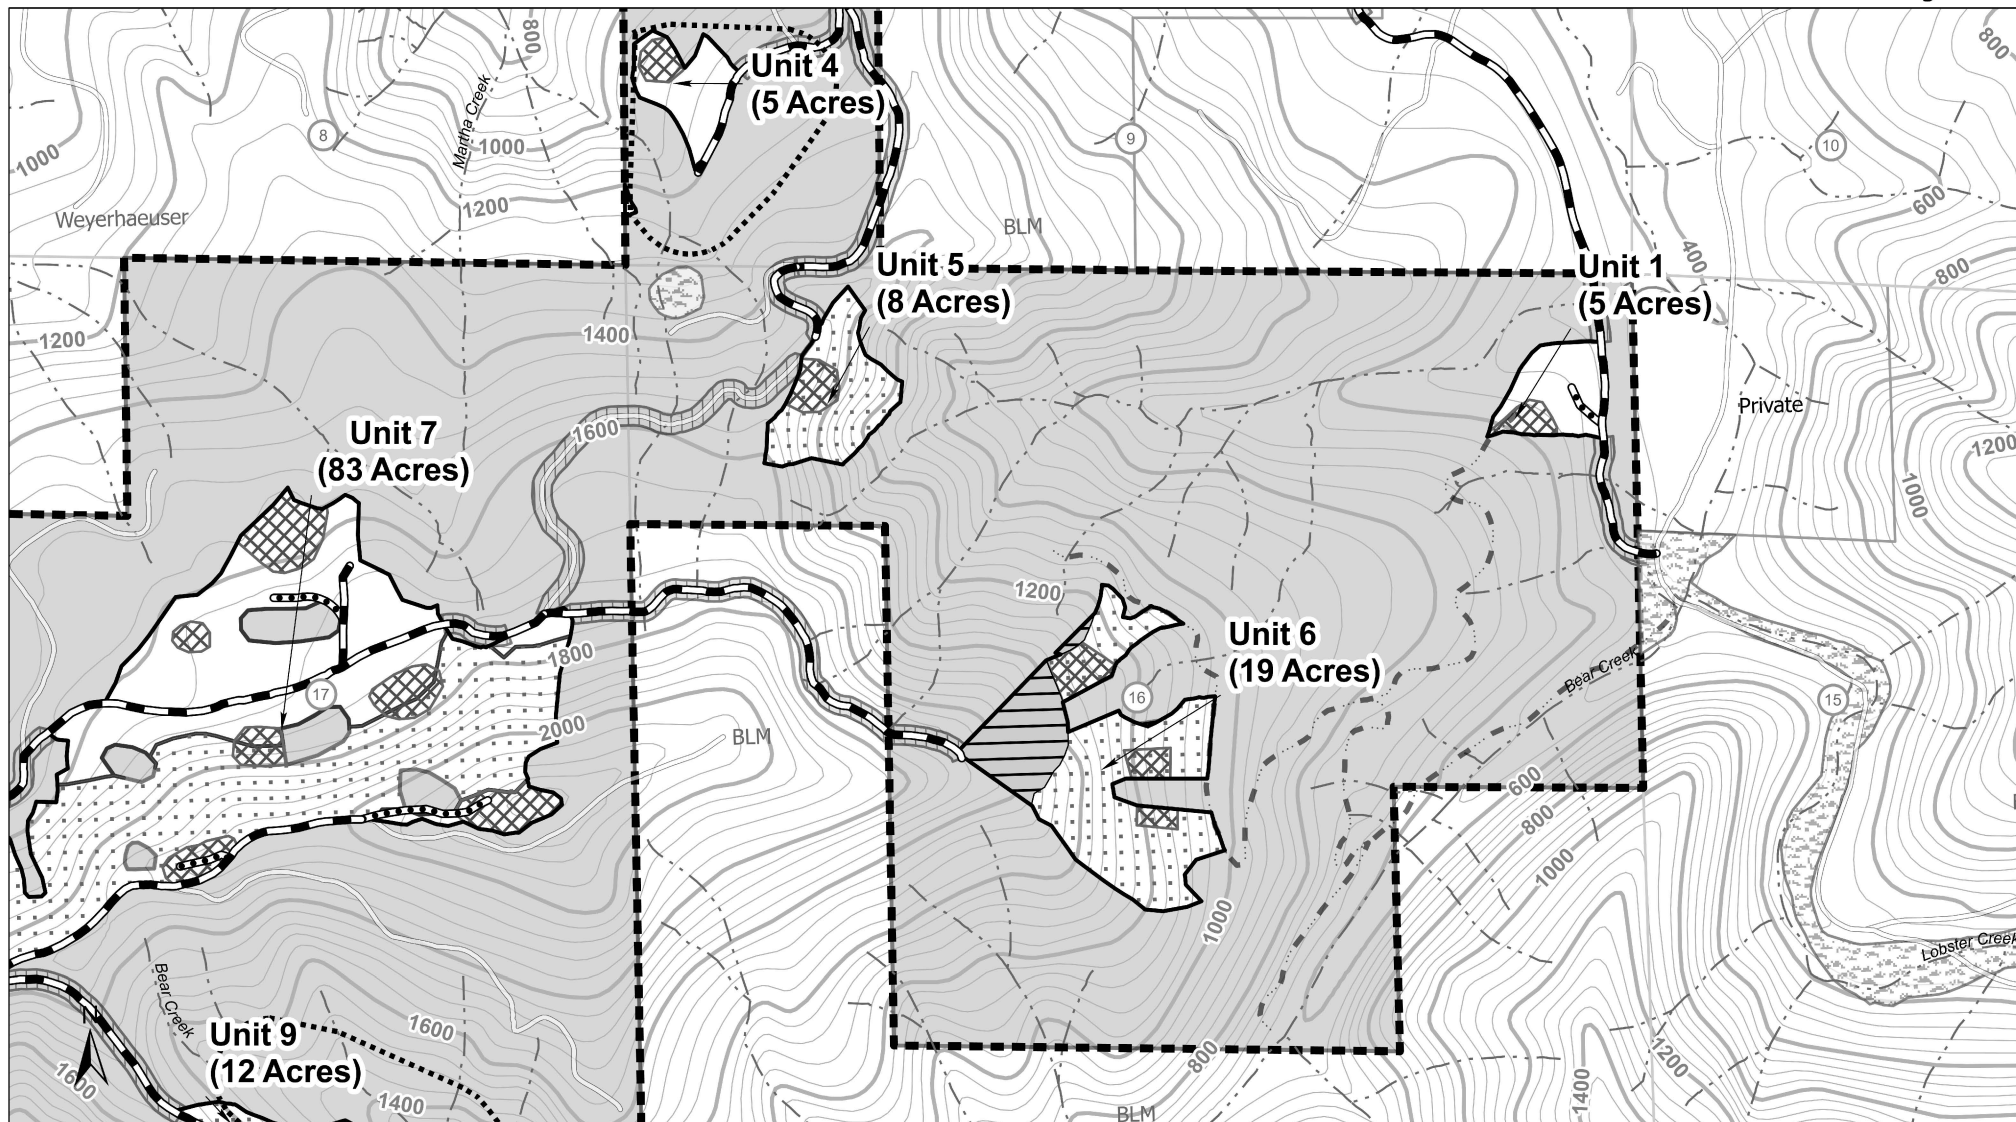 800
800
Unit 4
(5 Acres)
Martha Creek
8
9
10
1000
1000
600
1200
Weyerhaeuser
BLM
400
Unit 5
(8 Acres)
Unit 1
(5 Acres)
800
1200
1400
Private
Unit 7
(83 Acres)
1600
1200
1000
1200
Unit 6
(19 Acres)
1800
Bear Creek
17
16
15
2000
BLM
600
800
1000
1000
Lobster Creek
Bear Creek
N
Unit 9
(12 Acres)
1600
1600
800
1200
1400
1400
BLM